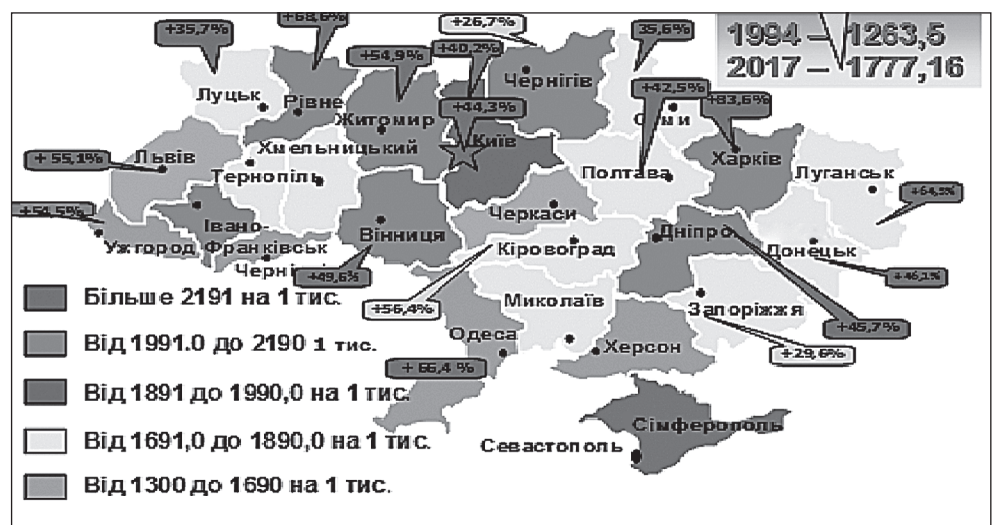 +35,7%
+68,6%
+26,7%
35,6%
1994 – 1263,5
2017 – 1777,16
+54,9%
+40,2%
Чернігів
+42,5%
+83,6%
Луцьк
Рівне
+44,3%
Житомир
Київ
Суми
Хмельницький
+ 55,1%
Львів
Харків
Тернопіль
Полтава
Луганськ
+54,5%
Івано-
Франківськ
Черкаси
Вінниця
Дніпро
Ужгород
Кіровоград
Донецьк
+49,6%
+46,1%
Більше 2191 на 1 тис.
+56,4%
Миколаїв
Запоріжжя
Від 1991.0 до 2190 1 тис.
Одеса
Херсон
+45,7%
+29,6%
+ 66,4 %
Від 1891 до 1990,0 на 1 тис.
Сімферополь
Від 1691,0 до 1890,0 на 1 тис.
Севастополь
Від 1300 до 1690 на 1 тис.